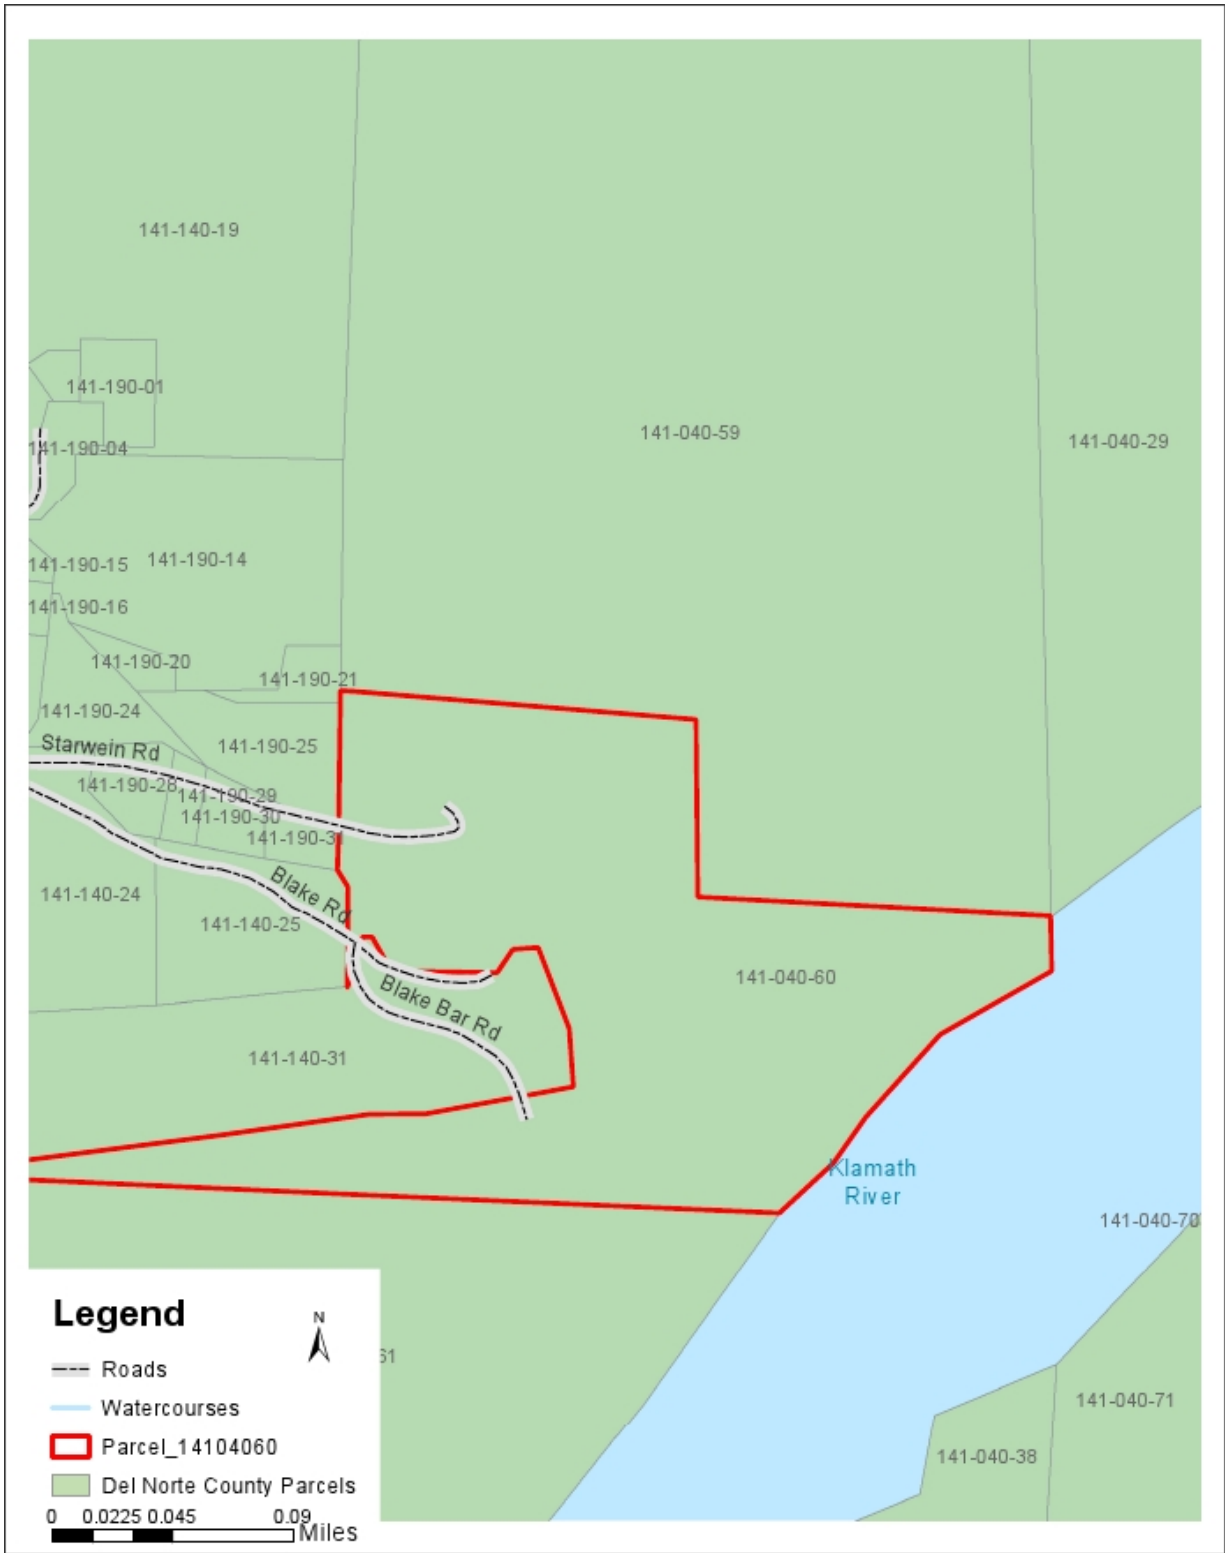 141-140-19
141-190-01
141-040-59
141-040-29
141-190-04
141-190-15
141-190-14
141-190-16
141-190-20
141-190-21
141-190-24
Starwein Rd
141-190-25
141-190-28
141-190-29
141-190-30
141-190-31
141-140-24
Blake Rd
141-140-25
141-040-60
Blake Bar Rd
141-140-31
Klamath
River
141-040-70
Legend
N
61
Roads
Watercourses
Parcel_14104060
Del Norte County Parcels
0 0.0225 0.045 0.09
Miles
141-040-71
141-040-38